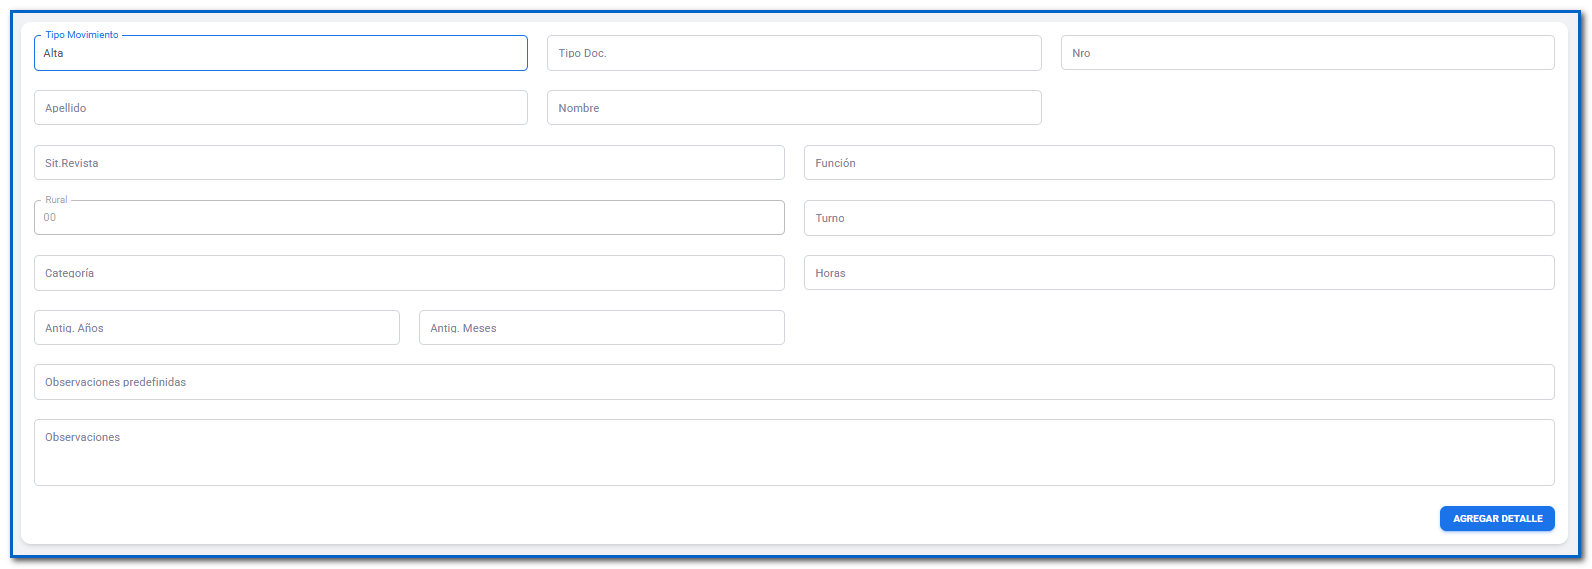 Tipo Movimiento
Alta
Tipo Doc.
Nro
Apellido
Nombre
Sit.Revista
Función
Rural
00
Turno
Categoría
Horas
Antig. Años
Antig. Meses
Observaciones predefinidas
Observaciones
AGREGAR DETALLE